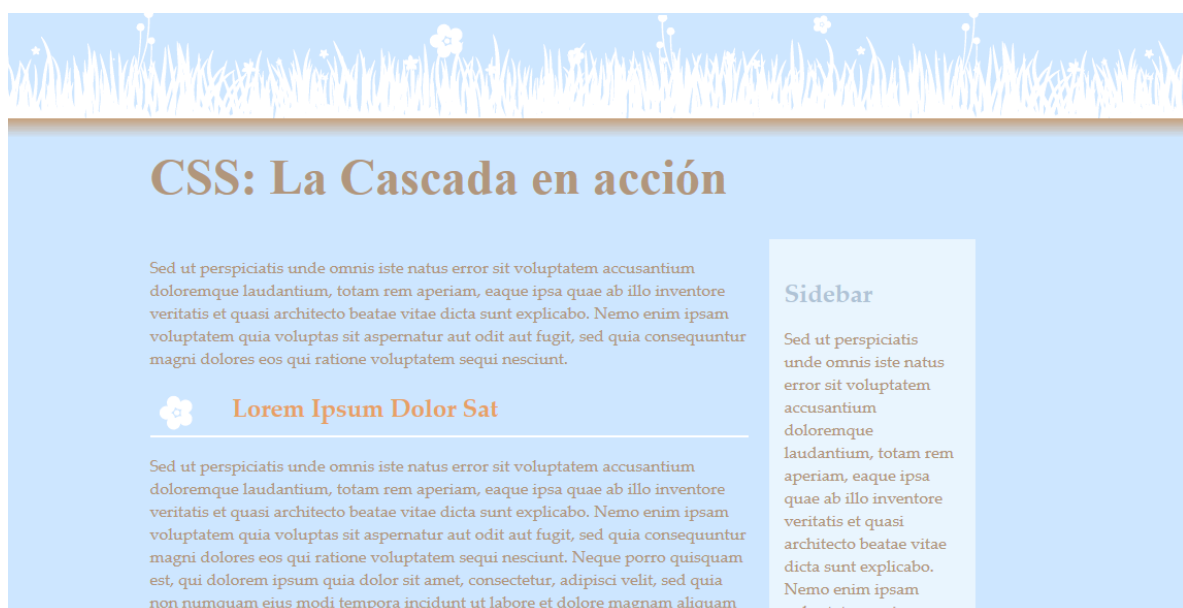 CSS: La Cascada en acción
Sed ut perspiciatis unde omnis iste natus error sit voluptatem accusantium
doloremque laudantium, totam rem aperiam, eaque ipsa quae ab illo inventore
veritatis et quasi architecto beatae vitae dicta sunt explicabo. Nemo enim ipsam
voluptatem quia voluptas sit aspernatur aut odit aut fugit, sed quia consequuntur
magni dolores eos qui ratione voluptatem sequi nesciunt.
Lorem Ipsum Dolor Sat
Sed ut perspiciatis unde omnis iste natus error sit voluptatem accusantium
doloremque laudantium, totam rem aperiam, eaque ipsa quae ab illo inventore
veritatis et quasi architecto beatae vitae dicta sunt explicabo. Nemo enim ipsam
voluptatem quia voluptas sit aspernatur aut odit aut fugit, sed quia consequuntur
magni dolores eos qui ratione voluptatem sequi nesciunt. Neque porro quisquam
est, qui dolorem ipsum quia dolor sit amet, consectetur, adipisci velit, sed quia
non numquam eius modi tempora incidunt ut labore et dolore magnam aliquam
Sidebar
Sed ut perspiciatis
unde omnis iste natus
error sit voluptatem
accusantium
doloremque
laudantium, totam rem
aperiam, eaque ipsa
quae ab illo inventore
veritatis et quasi
architecto beatae vitae
dicta sunt explicabo.
Nemo enim ipsam